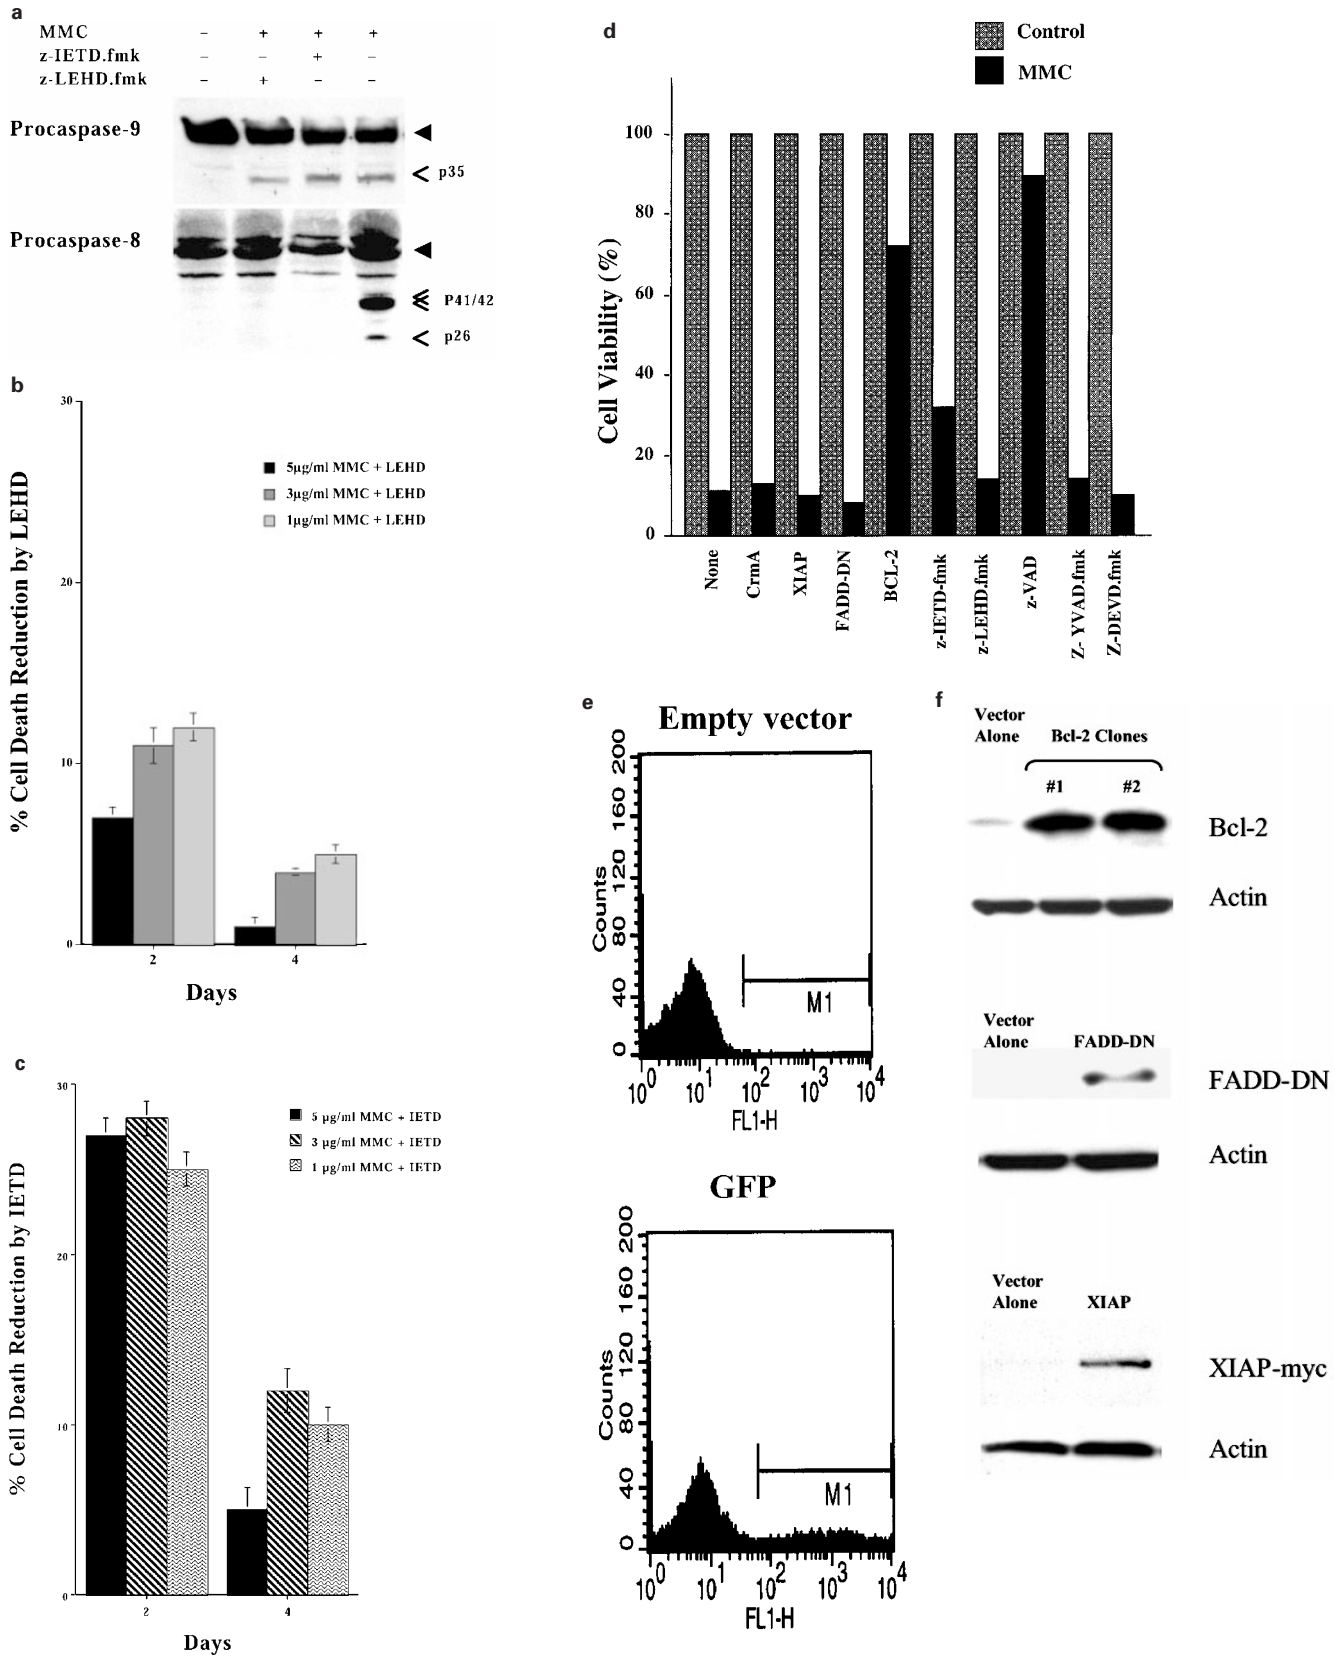 a
MMC – + + +
z-IETD.fmk – – + –
z-LEHD.fmk – + – –
Procaspase-9
p35
Procaspase-8
P41/42
p26
b
% Cell Death Reduction by LEHD
30
20
10
0
5µg/ml MMC + LEHD
3µg/ml MMC + LEHD
1µg/ml MMC + LEHD
2 4
Days
c
% Cell Death Reduction by IETD
30
20
10
0
5 µg/ml MMC + IETD
3 µg/ml MMC + IETD
1 µg/ml MMC + IETD
2 4
Days
d
Control
MMC
Cell Viability (%)
100
80
60
40
20
0
None
CrmA
XIAP
FADD-DN
BCL-2
z-IETD-fmk
z-LEHD.fmk
z-VAD
Z- YVAD.fmk
Z-DEVD.fmk
e
Empty vector
Counts
200
160
120
80
40
0
M1
10⁰ 10¹ 10² 10³ 10⁴
FL1-H
GFP
Counts
200
160
120
80
40
0
M1
10⁰ 10¹ 10² 10³ 10⁴
FL1-H
f
Vector
Alone
Bcl-2 Clones
#1 #2
Bcl-2
Actin
Vector
Alone
FADD-DN
FADD-DN
Actin
Vector
Alone
XIAP
XIAP-myc
Actin